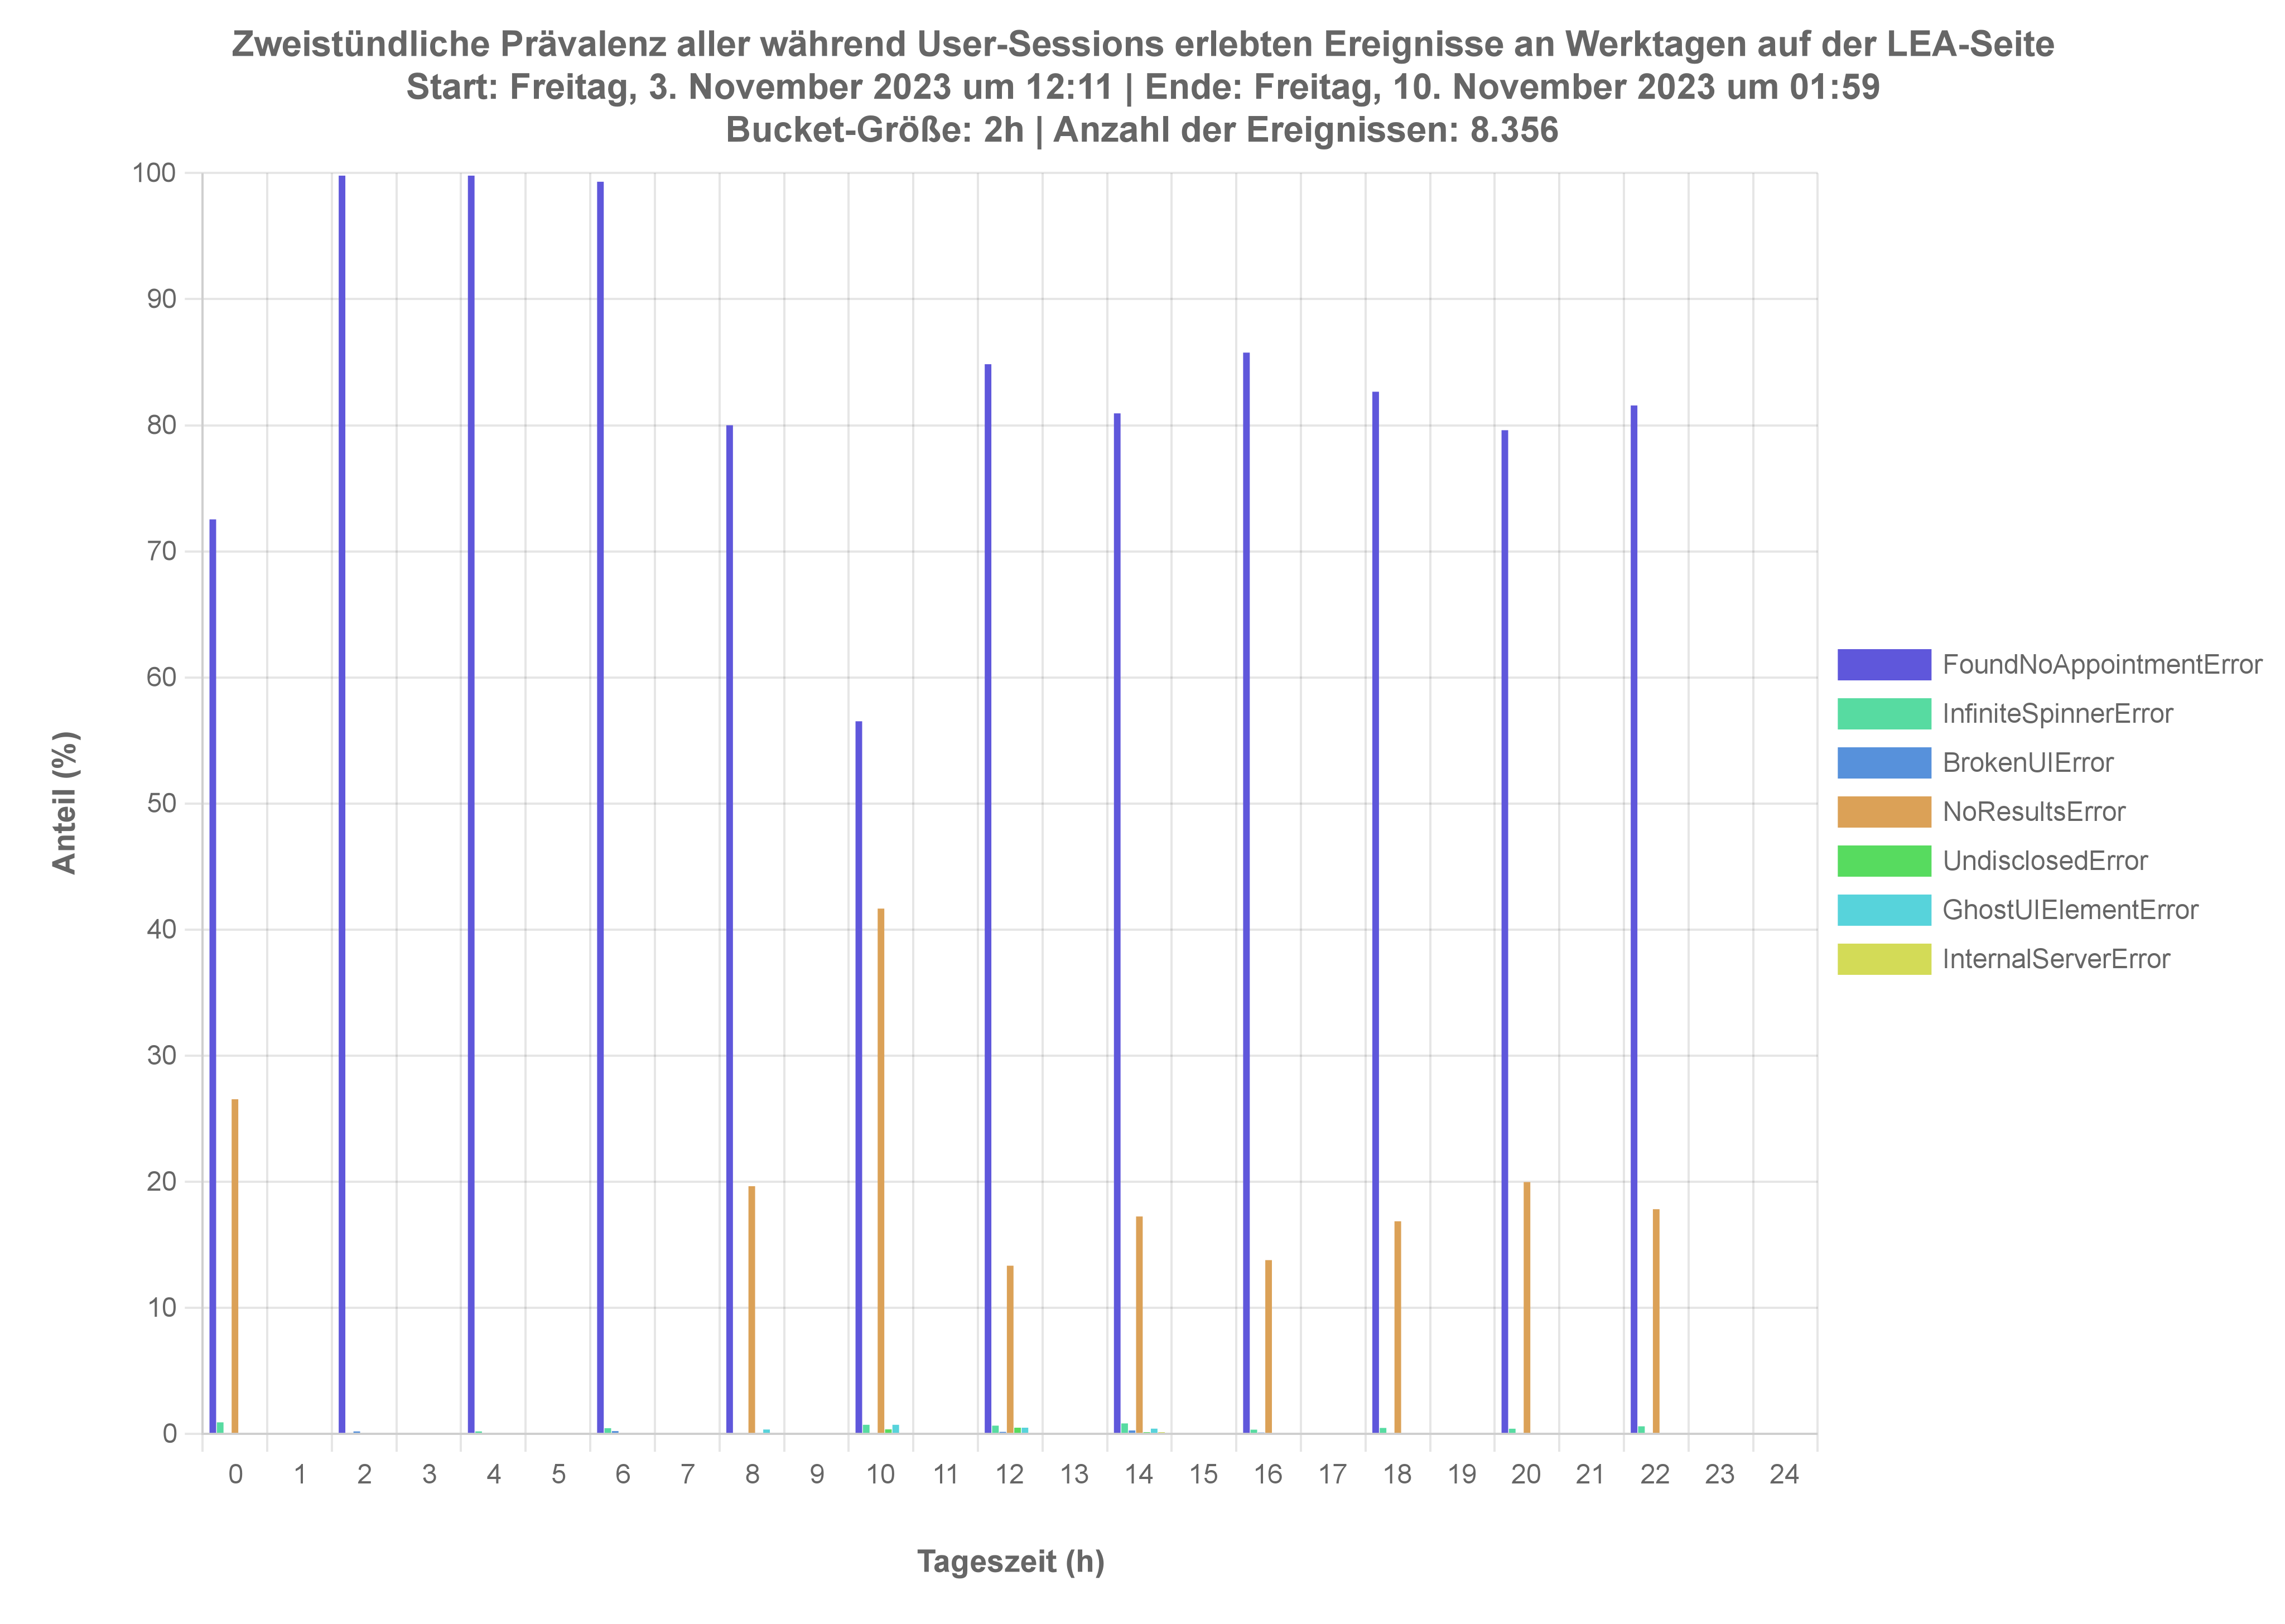 Zweistündliche Prävalenz aller während User-Sessions erlebten Ereignisse an Werktagen auf der LEA-Seite
Start: Freitag, 3. November 2023 um 12:11 | Ende: Freitag, 10. November 2023 um 01:59
Bucket-Größe: 2h | Anzahl der Ereignissen: 8.356
100
90
80
70
60
50
40
30
20
10
0
Anteil (%)
0 1 2 3 4 5 6 7 8 9 10 11 12 13 14 15 16 17 18 19 20 21 22 23 24
Tageszeit (h)
FoundNoAppointmentError
InfiniteSpinnerError
BrokenUIError
NoResultsError
UndisclosedError
GhostUIElementError
InternalServerError